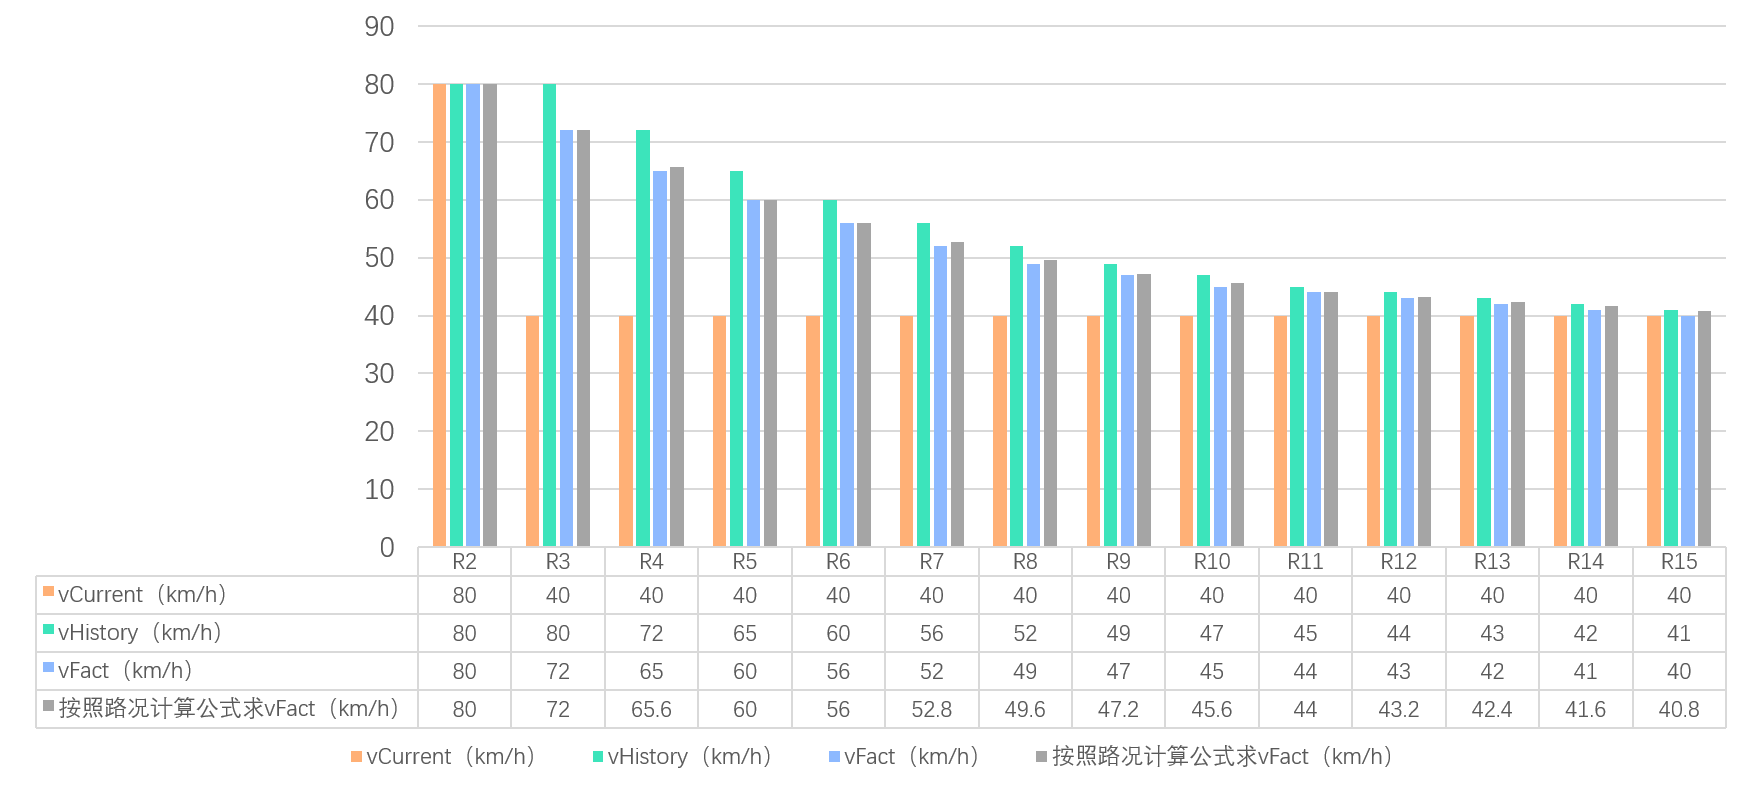 90
80
70
60
50
40
30
20
10
0
R2 R3 R4 R5 R6 R7 R8 R9 R10 R11 R12 R13 R14 R15
vCurrent（km/h） 80 40 40 40 40 40 40 40 40 40 40 40 40 40
vHistory（km/h） 80 80 72 65 60 56 52 49 47 45 44 43 42 41
vFact（km/h） 80 72 65 60 56 52 49 47 45 44 43 42 41 40
按照路况计算公式求vFact（km/h） 80 72 65.6 60 56 52.8 49.6 47.2 45.6 44 43.2 42.4 41.6 40.8
vCurrent（km/h） vHistory（km/h） vFact（km/h） 按照路况计算公式求vFact（km/h）